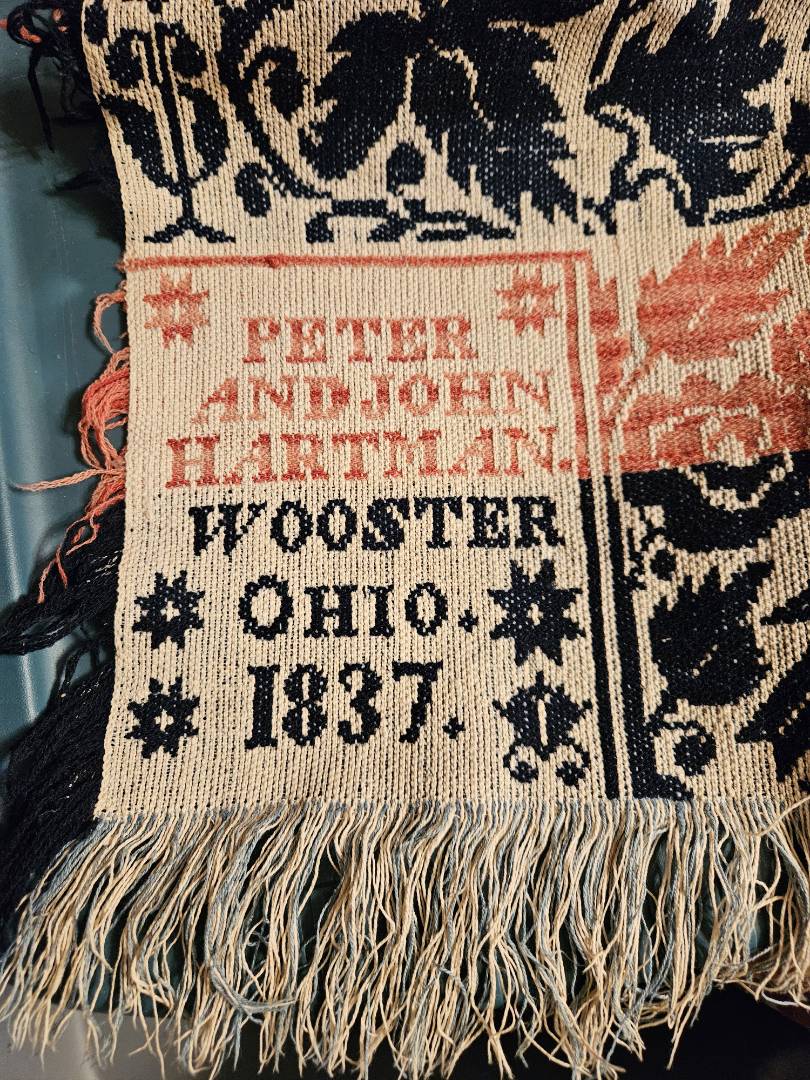 PETER
AND JOHN
HARTMAN.
WOOSTER
OHIO.
1837.